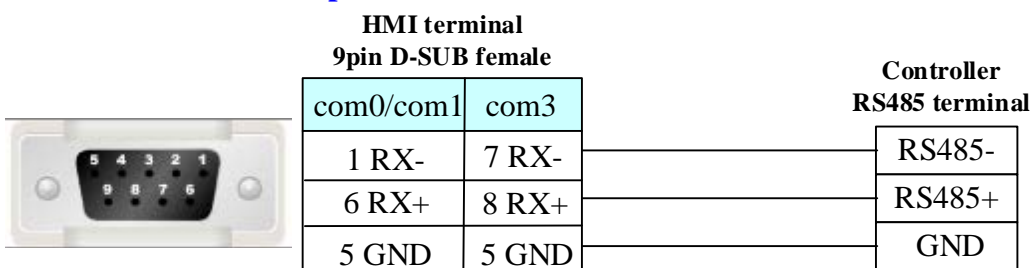 HMI terminal
9pin D-SUB female
Controller
RS485 terminal
com0/com1 com3
1 RX- 7 RX- RS485-
6 RX+ 8 RX+ RS485+
5 GND 5 GND GND
5 4 3 2 1
9 8 7 6